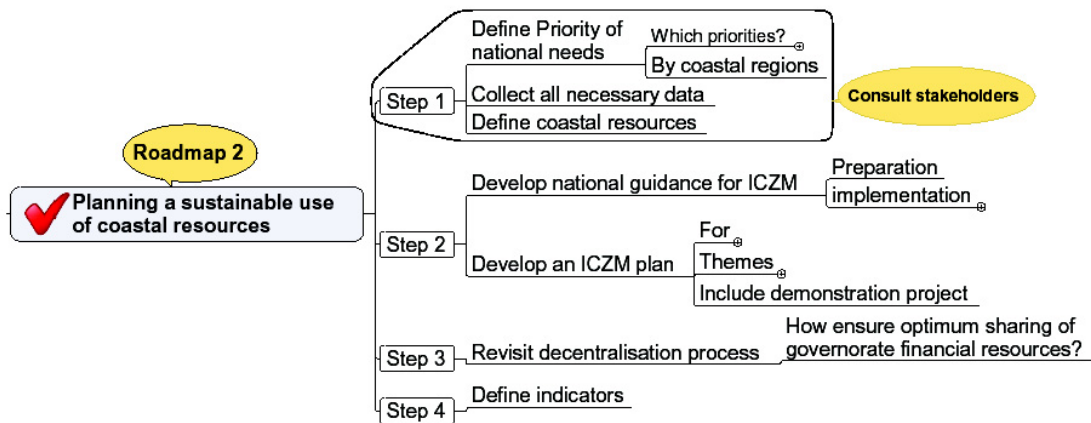 Roadmap 2
Planning a sustainable use
of coastal resources
Step 1
Define Priority of
national needs
Which priorities?
By coastal regions
Collect all necessary data
Define coastal resources
Consult stakeholders
Step 2
Develop national guidance for ICZM
Preparation
implementation
Develop an ICZM plan
For
Themes
Include demonstration project
Step 3
Revisit decentralisation process
How ensure optimum sharing of
governorate financial resources?
Step 4
Define indicators